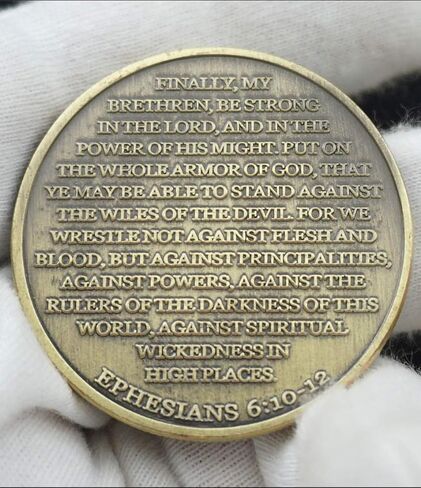 FINALLY, MY
BRETHREN, BE STRONG
IN THE LORD, AND IN THE
POWER OF HIS MIGHT. PUT ON
THE WHOLE ARMOR OF GOD, THAT
YE MAY BE ABLE TO STAND AGAINST
THE WILES OF THE DEVIL. FOR WE
WRESTLE NOT AGAINST FLESH AND
BLOOD, BUT AGAINST PRINCIPALITIES,
AGAINST POWERS, AGAINST THE
RULERS OF THE DARKNESS OF THIS
WORLD, AGAINST SPIRITUAL
WICKEDNESS IN
HIGH PLACES.
EPHESIANS 6:10-12